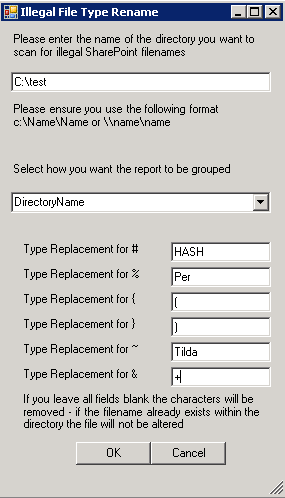 Illegal File Type Rename
Please enter the name of the directory you want to
scan for illegal SharePoint filenames
C:\test
Please ensure you use the following format
c:\Name\Name or \\name\name
Select how you want the report to be grouped
DirectoryName
Type Replacement for # HASH
Type Replacement for % Per
Type Replacement for { (
Type Replacement for } )
Type Replacement for ~ Tilda
Type Replacement for & +
If you leave all fields blank the characters will be
removed - if the filename already exists within the
directory the file will not be altered
OK Cancel